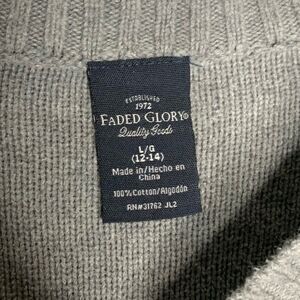 ESTABLISHED
1972
FADED GLORY®
Quality Goods
L/G
(12-14)
Made in/Hecho en
China
100% Cotton/Algodón
RN#31762 JL2